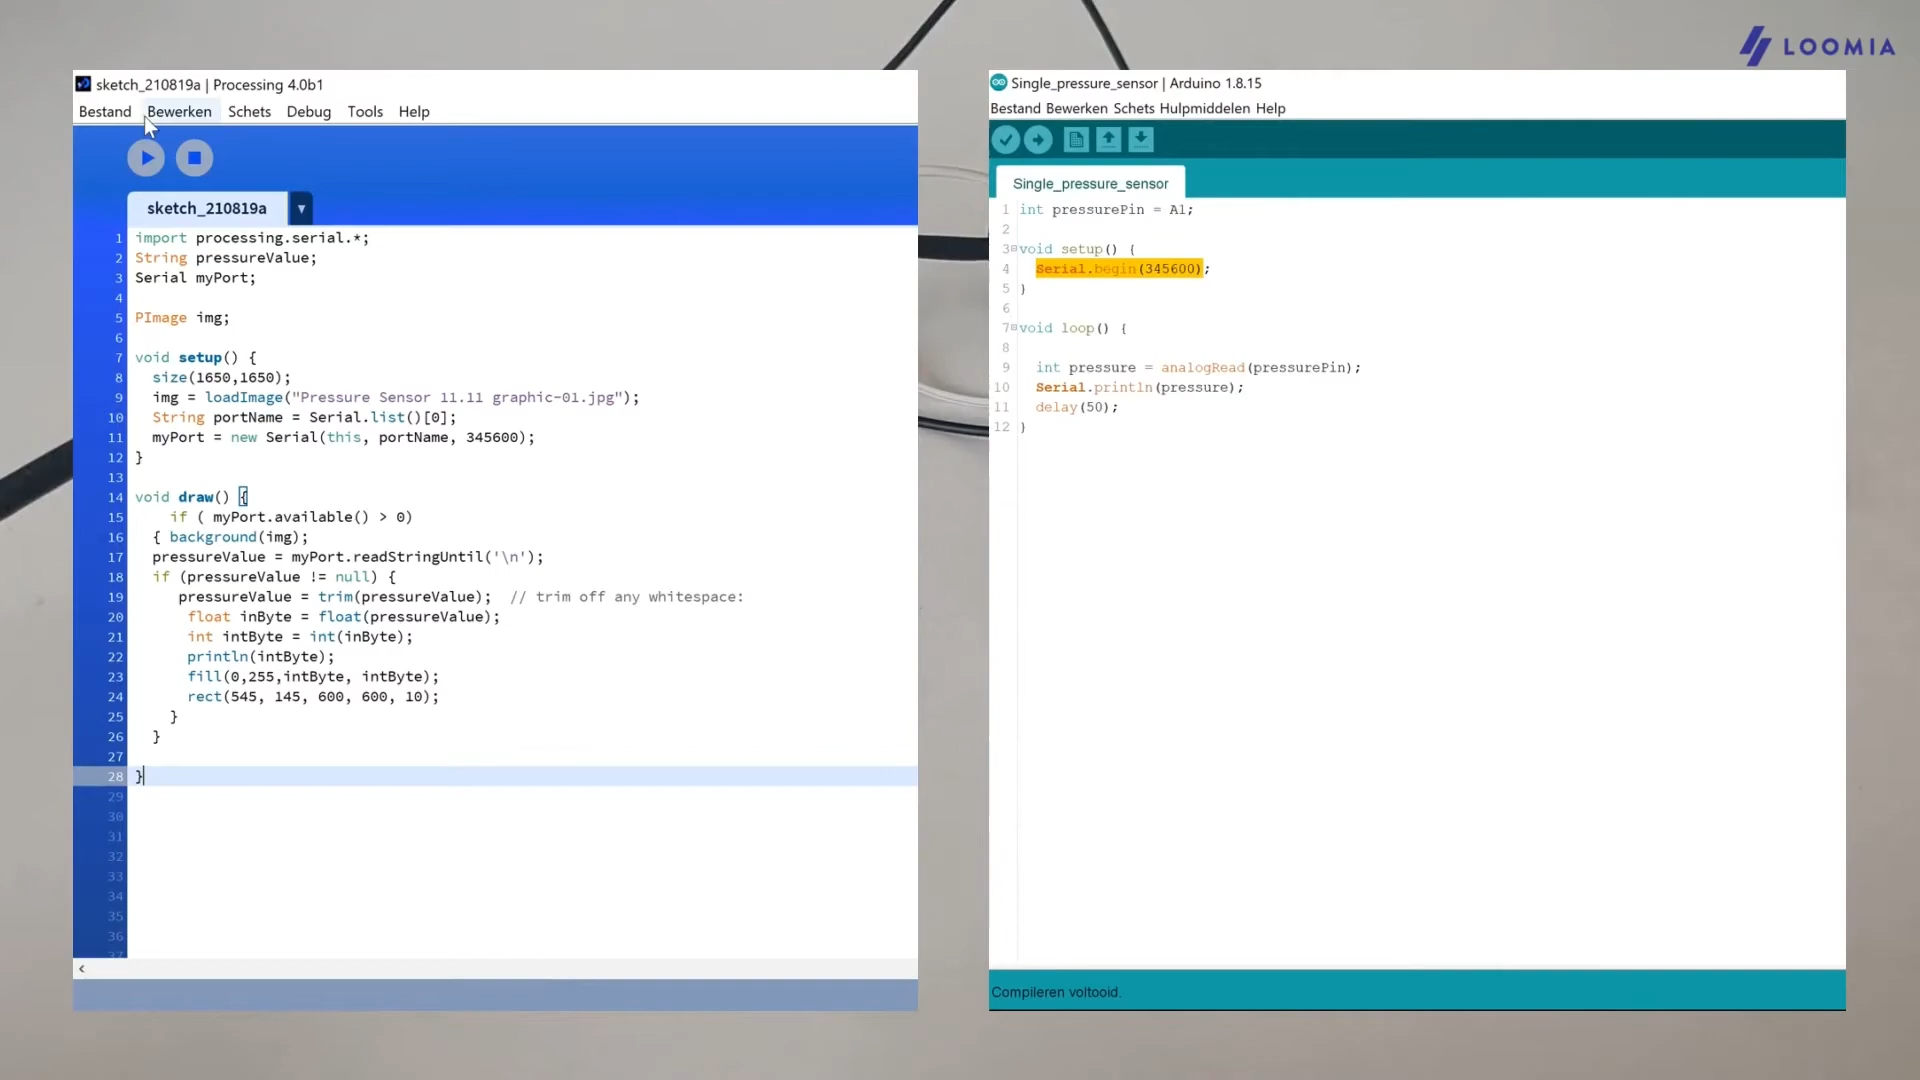 LOOMIA
sketch_210819a | Processing 4.0b1
Bestand Bewerken Schets Debug Tools Help
sketch_210819a
1 import processing.serial.*;
2 String pressureValue;
3 Serial myPort;
4
5 PImage img;
6
7 void setup() {
8 size(1650,1650);
9 img = loadImage("Pressure Sensor 11.11 graphic-01.jpg");
10 String portName = Serial.list()[0];
11 myPort = new Serial(this, portName, 345600);
12 }
13
14 void draw() {
15 if ( myPort.available() > 0)
16 { background(img);
17 pressureValue = myPort.readStringUntil('\n');
18 if (pressureValue != null) {
19 pressureValue = trim(pressureValue); // trim off any whitespace:
20 float inByte = float(pressureValue);
21 int intByte = int(inByte);
22 println(intByte);
23 fill(0,255,intByte, intByte);
24 rect(545, 145, 600, 600, 10);
25 }
26 }
27
28 }
29
30
31
32
33
34
35
36
37
Single_pressure_sensor | Arduino 1.8.15
Bestand Bewerken Schets Hulpmiddelen Help
Single_pressure_sensor
1 int pressurePin = A1;
2
3 void setup() {
4 Serial.begin(345600);
5 }
6
7 void loop() {
8
9 int pressure = analogRead(pressurePin);
10 Serial.println(pressure);
11 delay(50);
12 }
Compileren voltooid.